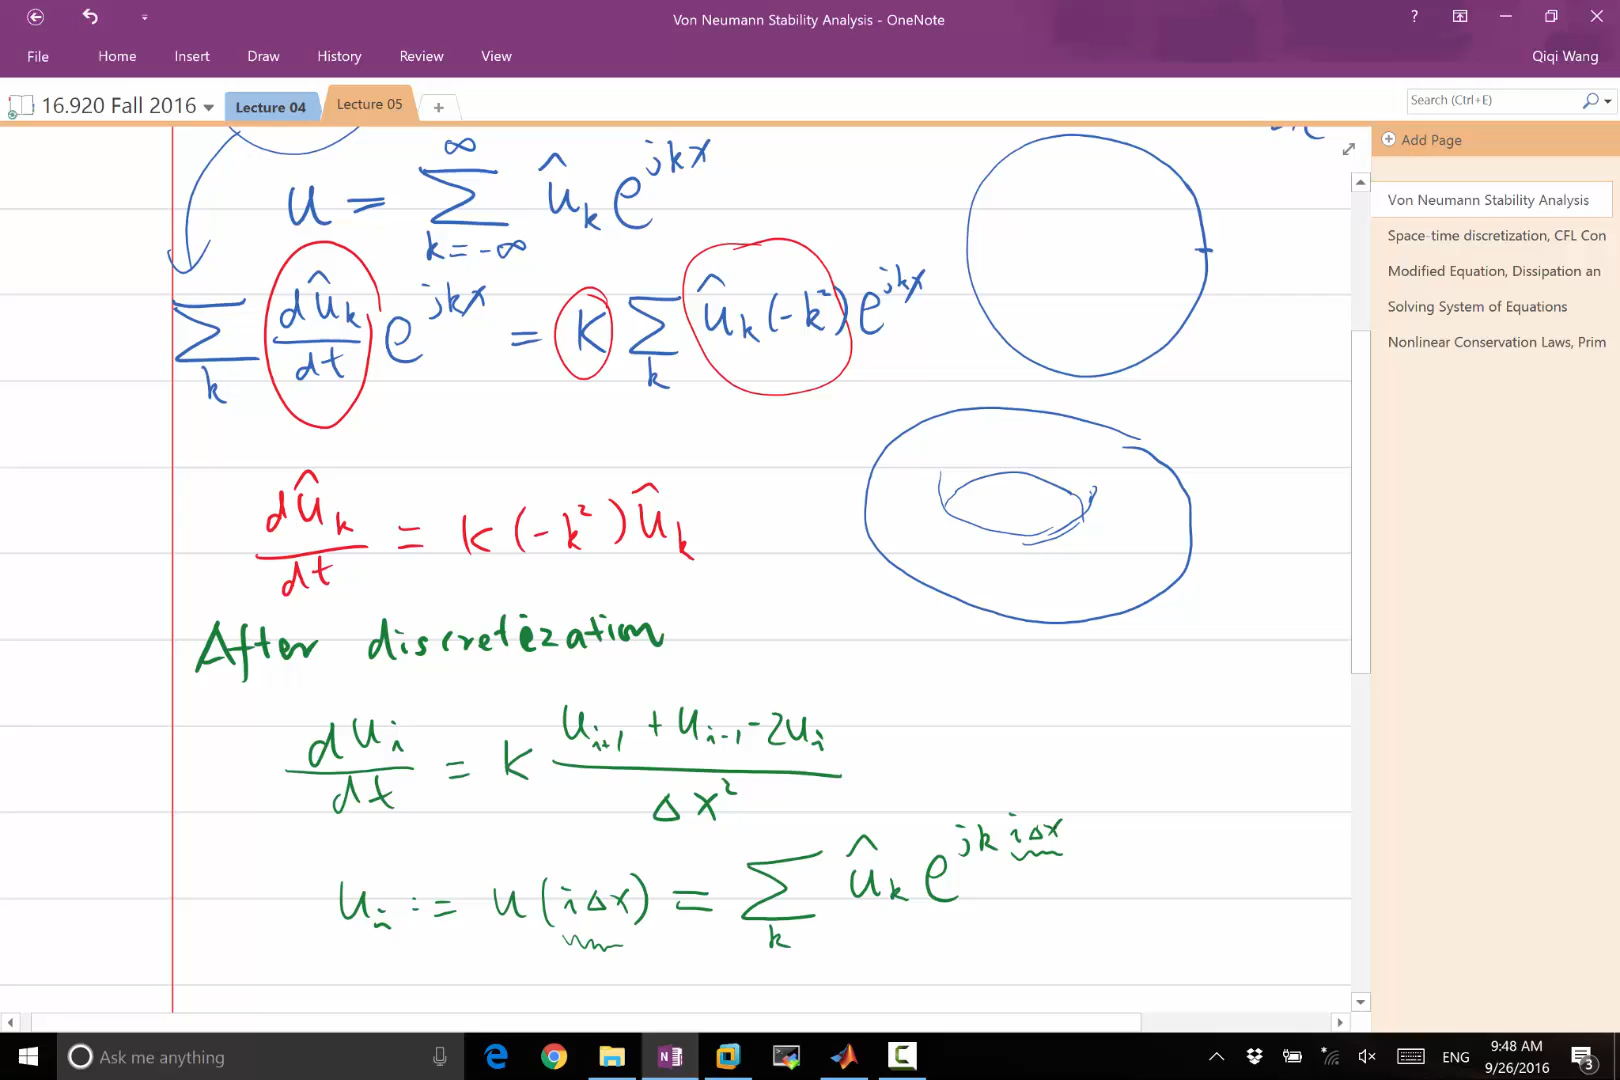 Von Neumann Stability Analysis - OneNote
?
File Home Insert Draw History Review View
Qiqi Wang
16.920 Fall 2016 Lecture 04 Lecture 05 +
Search (Ctrl+E)
Add Page
Von Neumann Stability Analysis
Space-time discretization, CFL Con
Modified Equation, Dissipation an
Solving System of Equations
Nonlinear Conservation Laws, Prim
u = ∑_{k=-∞}^{∞} û_k e^{jkx}
∑_k dû_k/dt e^{jkx} = K ∑_k û_k (-k²) e^{jkx}
dû_k/dt = K (-k²) û_k
After discretization
du_i/dt = K (u_{i+1} + u_{i-1} - 2u_i)/Δx²
u_i := u(iΔx) = ∑_k û_k e^{jk iΔx}
Ask me anything
ENG
9:48 AM
9/26/2016
3